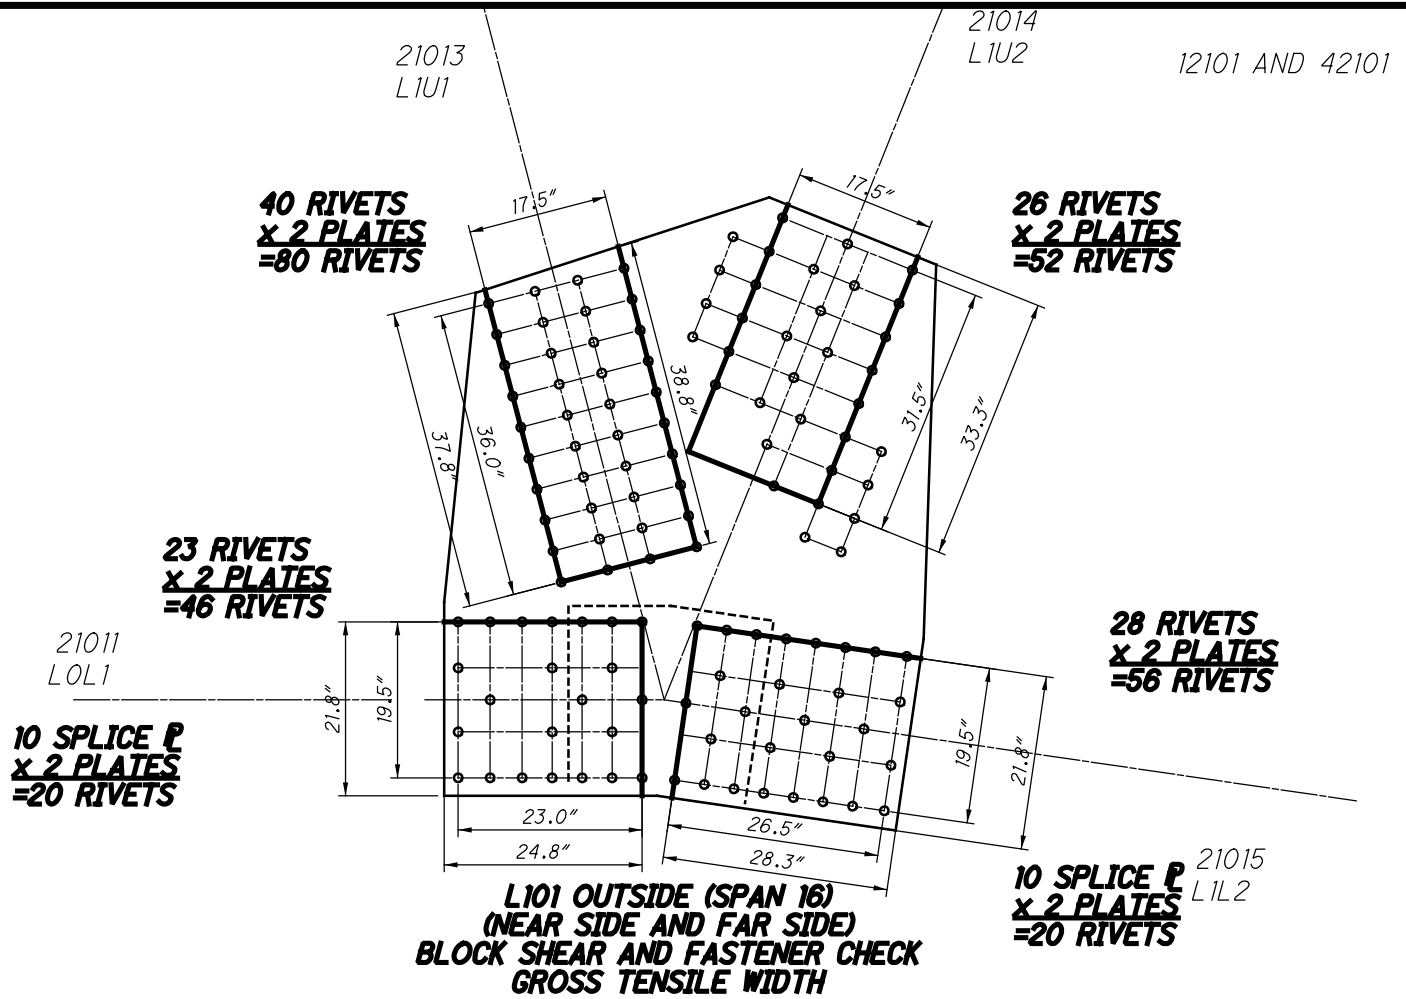 21013
L1U1
21014
L1U2
12101 AND 42101
40 RIVETS
x 2 PLATES
=80 RIVETS
17.5"
17.5"
26 RIVETS
x 2 PLATES
=52 RIVETS
38.8"
37.8"
36.0"
31.5"
33.3"
23 RIVETS
x 2 PLATES
=46 RIVETS
21011
L0L1
21.8"
19.5"
28 RIVETS
x 2 PLATES
=56 RIVETS
10 SPLICE PL
x 2 PLATES
=20 RIVETS
19.5"
21.8"
23.0"
24.8"
26.5"
28.3"
21015
L1L2
10 SPLICE PL
x 2 PLATES
=20 RIVETS
L101 OUTSIDE (SPAN 16)
(NEAR SIDE AND FAR SIDE)
BLOCK SHEAR AND FASTENER CHECK
GROSS TENSILE WIDTH